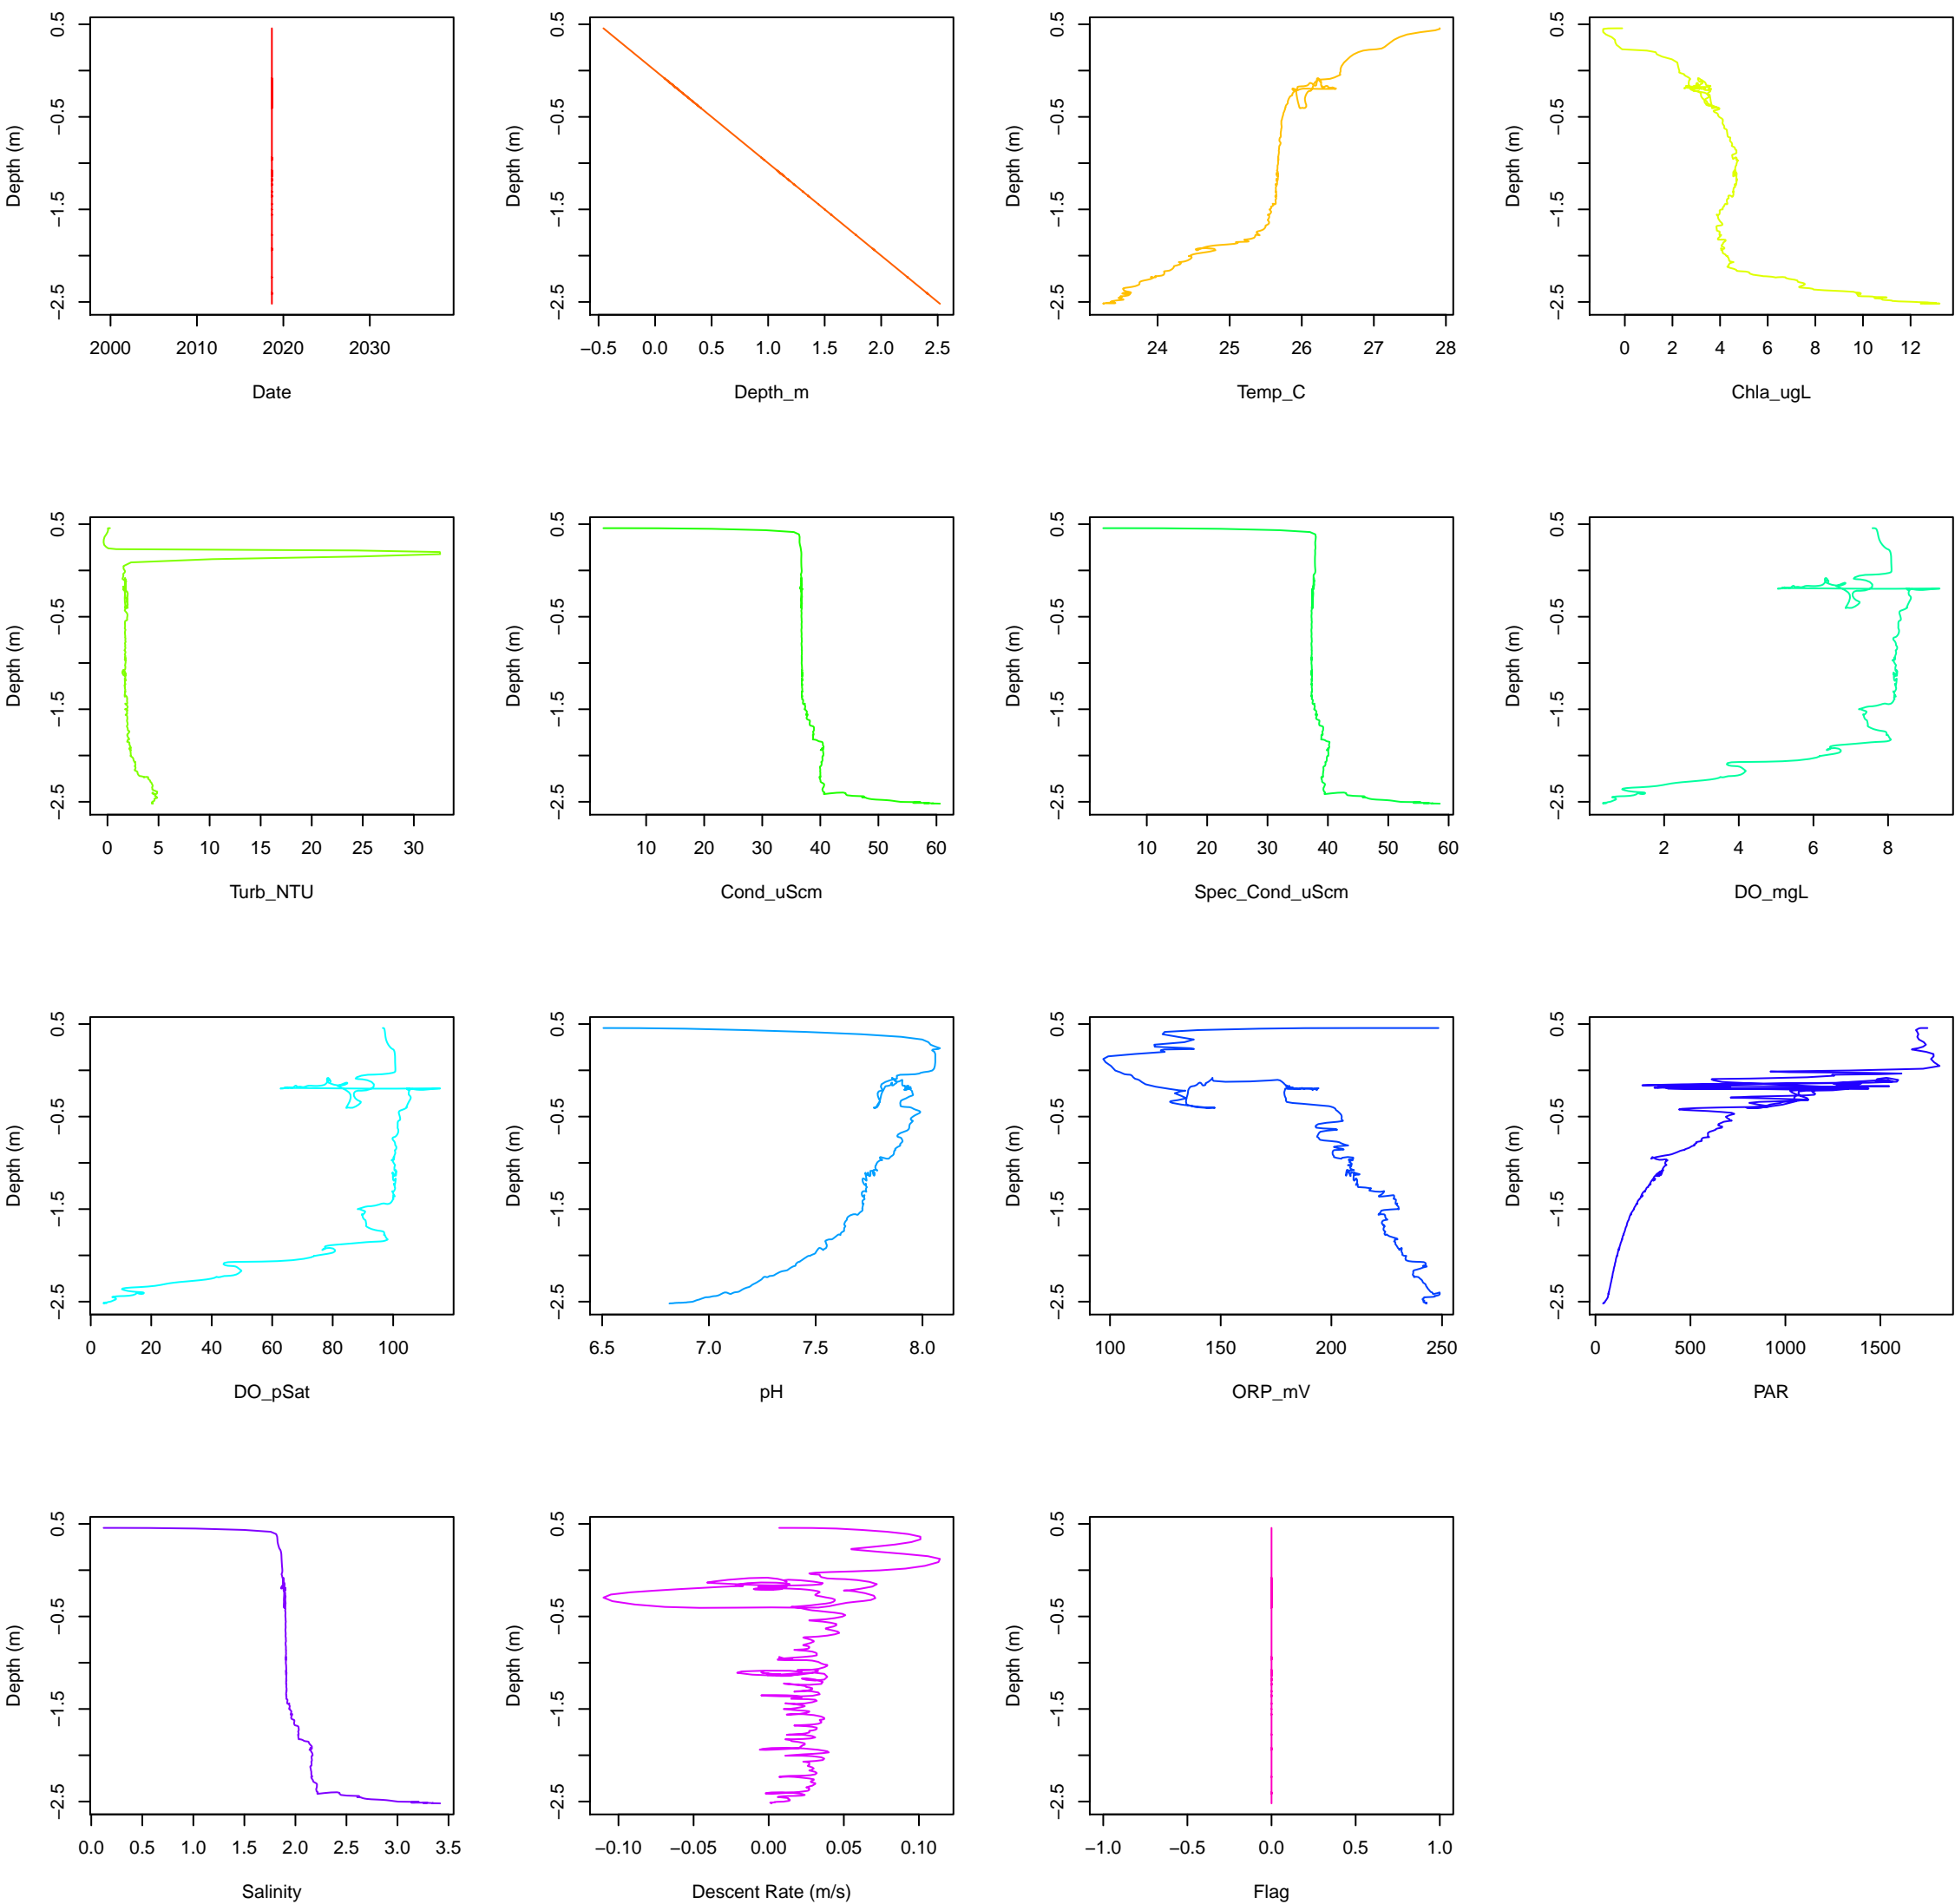 Depth (m)
0.5
−0.5
−1.5
−2.5
2000 2010 2020 2030
Date
Depth (m)
0.5
−0.5
−1.5
−2.5
−0.5 0.0 0.5 1.0 1.5 2.0 2.5
Depth_m
Depth (m)
0.5
−0.5
−1.5
−2.5
24 25 26 27 28
Temp_C
Depth (m)
0.5
−0.5
−1.5
−2.5
0 2 4 6 8 10 12
Chla_ugL
Depth (m)
0.5
−0.5
−1.5
−2.5
0 5 10 15 20 25 30
Turb_NTU
Depth (m)
0.5
−0.5
−1.5
−2.5
10 20 30 40 50 60
Cond_uScm
Depth (m)
0.5
−0.5
−1.5
−2.5
10 20 30 40 50 60
Spec_Cond_uScm
Depth (m)
0.5
−0.5
−1.5
−2.5
2 4 6 8
DO_mgL
Depth (m)
0.5
−0.5
−1.5
−2.5
0 20 40 60 80 100
DO_pSat
Depth (m)
0.5
−0.5
−1.5
−2.5
6.5 7.0 7.5 8.0
pH
Depth (m)
0.5
−0.5
−1.5
−2.5
100 150 200 250
ORP_mV
Depth (m)
0.5
−0.5
−1.5
−2.5
0 500 1000 1500
PAR
Depth (m)
0.5
−0.5
−1.5
−2.5
0.0 0.5 1.0 1.5 2.0 2.5 3.0 3.5
Salinity
Depth (m)
0.5
−0.5
−1.5
−2.5
−0.10 −0.05 0.00 0.05 0.10
Descent Rate (m/s)
Depth (m)
0.5
−0.5
−1.5
−2.5
−1.0 −0.5 0.0 0.5 1.0
Flag